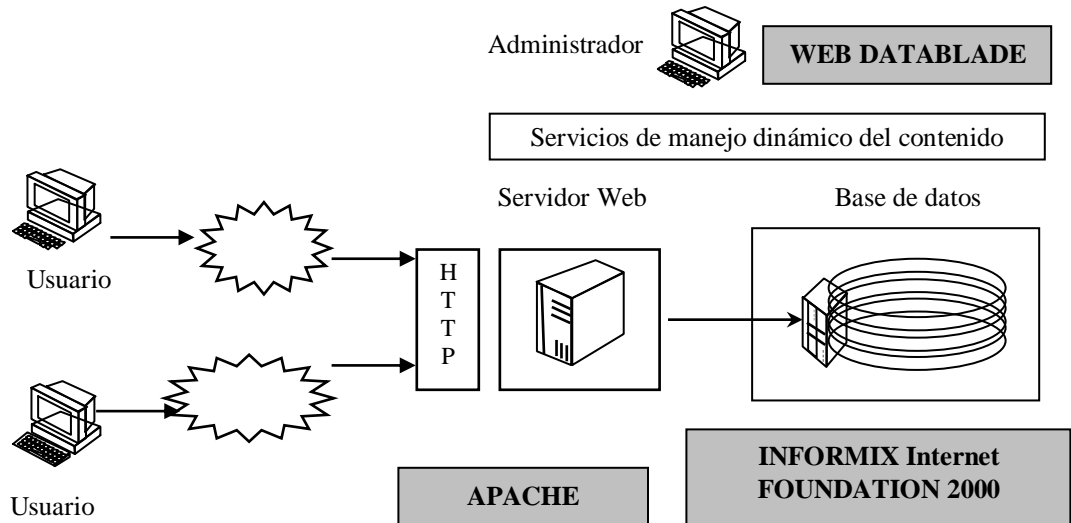 Administrador
WEB DATABLADE
Servicios de manejo dinámico del contenido
Servidor Web
Base de datos
Usuario
H
T
T
P
Usuario
APACHE
INFORMIX Internet
FOUNDATION 2000